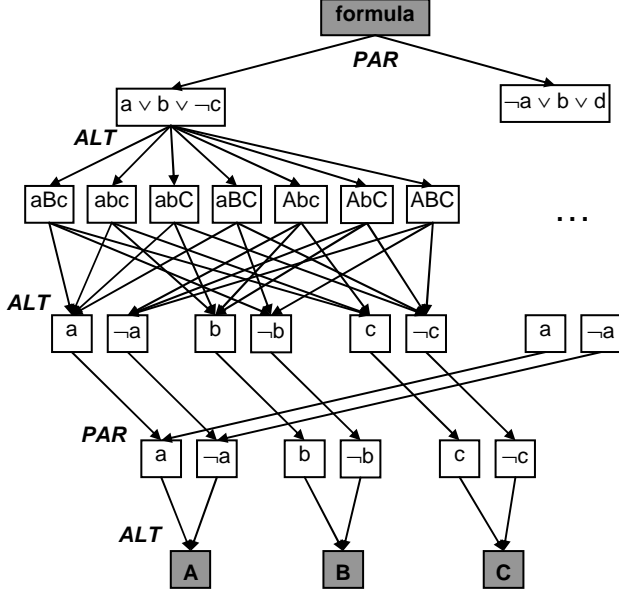 formula
PAR
a ∨ b ∨ ¬c
¬a ∨ b ∨ d
ALT
aBc abc abC aBC Abc AbC ABC
...
ALT
a ¬a b ¬b c ¬c a ¬a
PAR
a ¬a b ¬b c ¬c
ALT
A B C